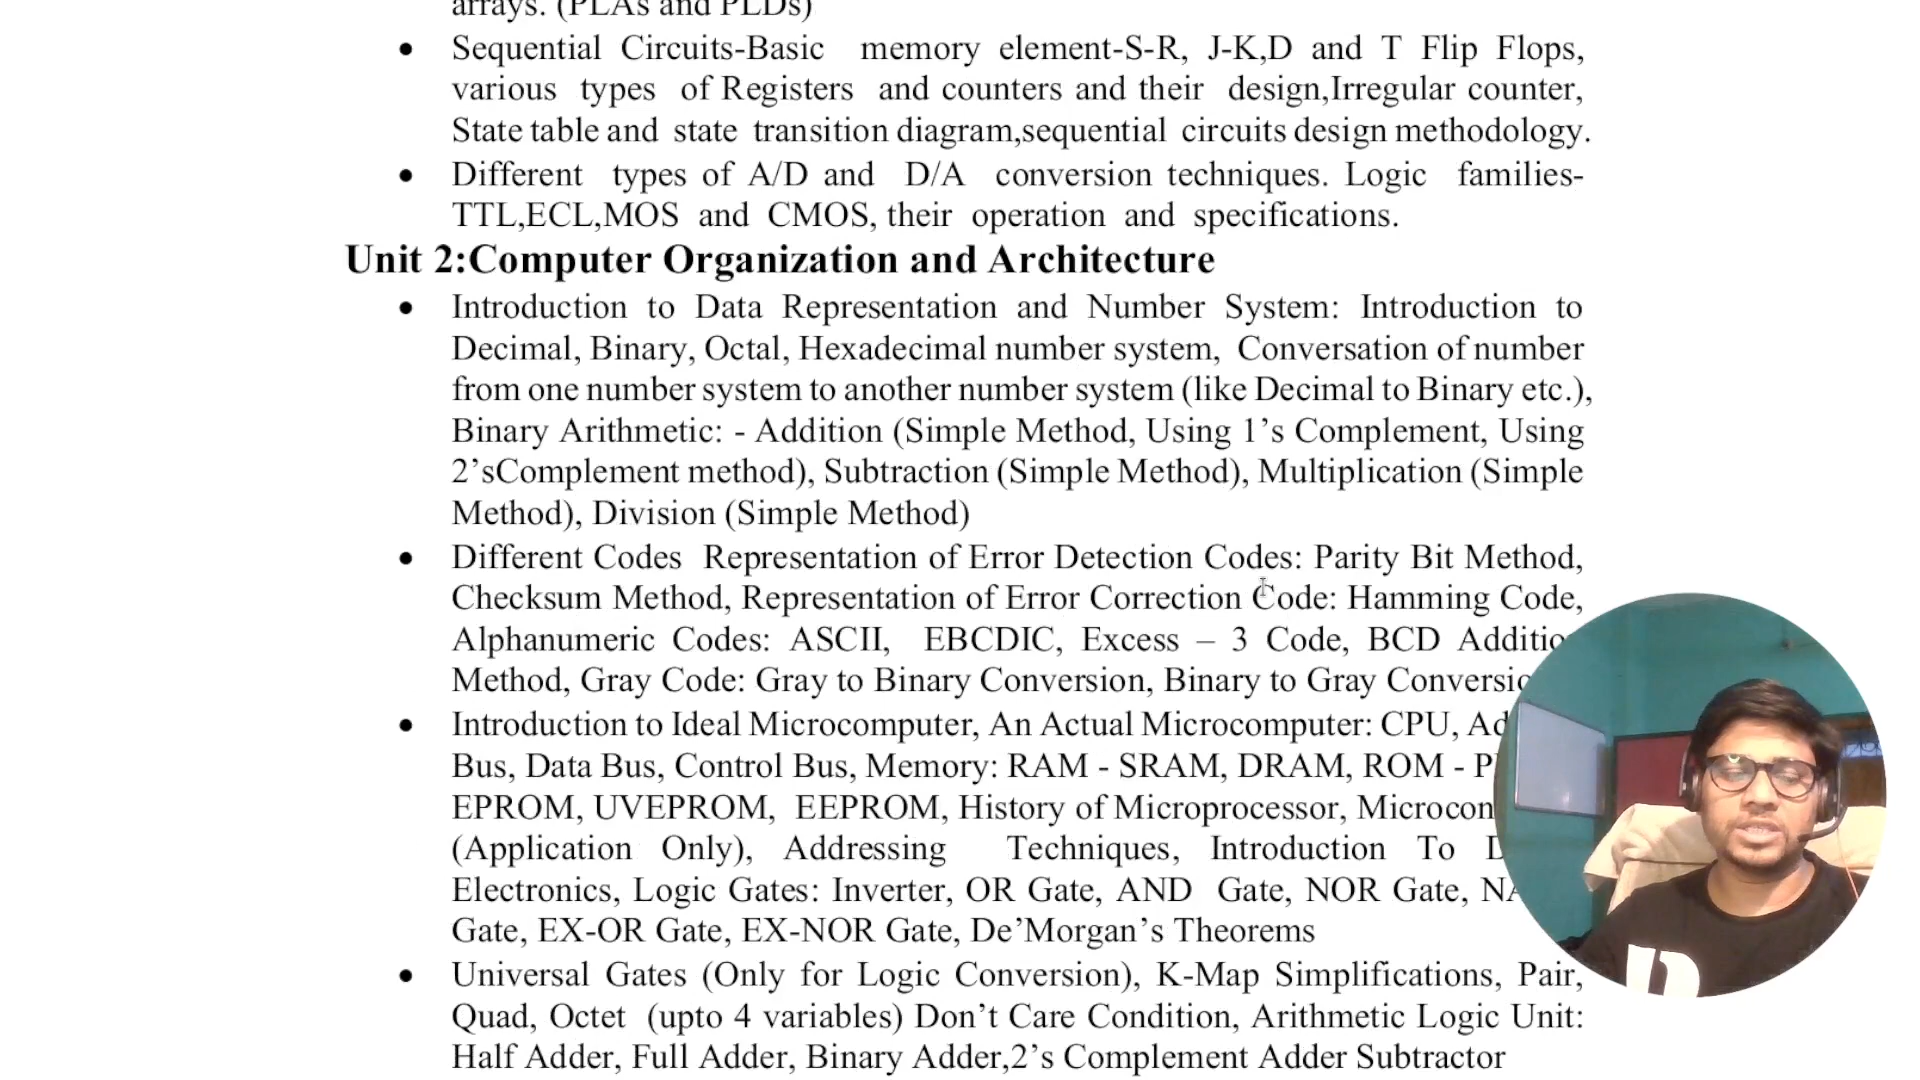 arrays. (PLAs and PLDs)
Sequential Circuits-Basic memory element-S-R, J-K,D and T Flip Flops,
various types of Registers and counters and their design,Irregular counter,
State table and state transition diagram,sequential circuits design methodology.
Different types of A/D and D/A conversion techniques. Logic families-
TTL,ECL,MOS and CMOS, their operation and specifications.
Unit 2:Computer Organization and Architecture
Introduction to Data Representation and Number System: Introduction to
Decimal, Binary, Octal, Hexadecimal number system, Conversation of number
from one number system to another number system (like Decimal to Binary etc.),
Binary Arithmetic: - Addition (Simple Method, Using 1’s Complement, Using
2’sComplement method), Subtraction (Simple Method), Multiplication (Simple
Method), Division (Simple Method)
Different Codes Representation of Error Detection Codes: Parity Bit Method,
Checksum Method, Representation of Error Correction Code: Hamming Code,
Alphanumeric Codes: ASCII, EBCDIC, Excess – 3 Code, BCD
Method, Gray Code: Gray to Binary Conversion, Binary to Gray
Introduction to Ideal Microcomputer, An Actual Microcomputer: CPU,
Bus, Data Bus, Control Bus, Memory: RAM - SRAM, DRAM, ROM -
EPROM, UVEPROM, EEPROM, History of Microprocessor,
(Application Only), Addressing Techniques, Introduction To
Electronics, Logic Gates: Inverter, OR Gate, AND Gate, NOR Gate,
Gate, EX-OR Gate, EX-NOR Gate, De’Morgan’s Theorems
Universal Gates (Only for Logic Conversion), K-Map Simplifications, Pair,
Quad, Octet (upto 4 variables) Don’t Care Condition, Arithmetic Logic Unit:
Half Adder, Full Adder, Binary Adder,2’s Complement Adder Subtractor